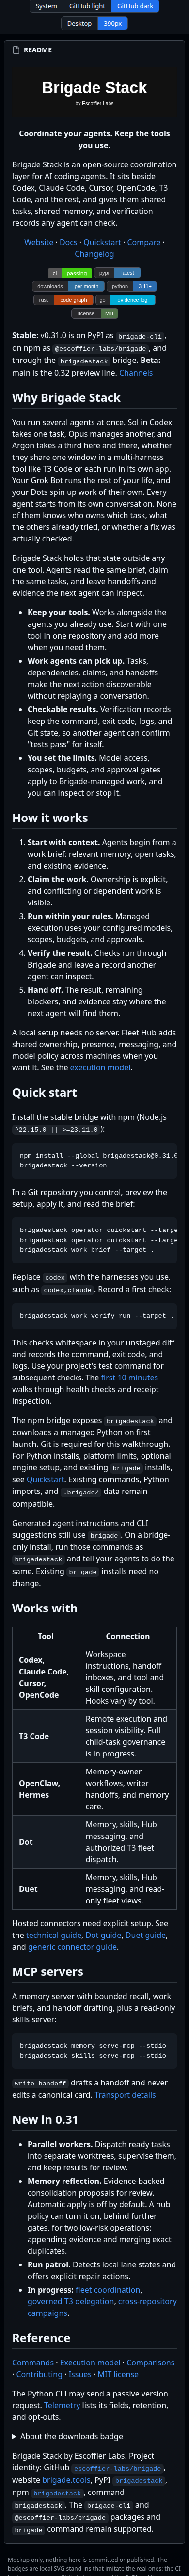 System GitHub light GitHub dark
Desktop 390px
README
Brigade Stack
by Escoffier Labs
Coordinate your agents. Keep the tools
you use.
Brigade Stack is an open-source coordination
layer for AI coding agents. It sits beside
Codex, Claude Code, Cursor, OpenCode, T3
Code, and the rest, and gives them shared
tasks, shared memory, and verification
records any agent can check.
Website · Docs · Quickstart · Compare ·
Changelog
ci passing pypi latest
downloads per month python 3.11+
rust code graph go evidence log
license MIT
Stable: v0.31.0 is on PyPI as brigade-cli,
on npm as @escoffier-labs/brigade, and
through the brigadestack bridge. Beta:
main is the 0.32 preview line. Channels
Why Brigade Stack
You run several agents at once. Sol in Codex
takes one task, Opus manages another, and
Argon takes a third here and there, whether
they share one window in a multi-harness
tool like T3 Code or each run in its own app.
Your Grok Bot runs the rest of your life, and
your Dots spin up work of their own. Every
agent starts from its own conversation. None
of them knows who owns which task, what
the others already tried, or whether a fix was
actually checked.
Brigade Stack holds that state outside any
one tool. Agents read the same brief, claim
the same tasks, and leave handoffs and
evidence the next agent can inspect.
• Keep your tools. Works alongside the
agents you already use. Start with one
tool in one repository and add more
when you need them.
• Work agents can pick up. Tasks,
dependencies, claims, and handoffs
make the next action discoverable
without replaying a conversation.
• Checkable results. Verification records
keep the command, exit code, logs, and
Git state, so another agent can confirm
"tests pass" for itself.
• You set the limits. Model access,
scopes, budgets, and approval gates
apply to Brigade-managed work, and
you can inspect or stop it.
How it works
1. Start with context. Agents begin from a
work brief: relevant memory, open tasks,
and existing evidence.
2. Claim the work. Ownership is explicit,
and conflicting or dependent work is
visible.
3. Run within your rules. Managed
execution uses your configured models,
scopes, budgets, and approvals.
4. Verify the result. Checks run through
Brigade and leave a record another
agent can inspect.
5. Hand off. The result, remaining
blockers, and evidence stay where the
next agent will find them.
A local setup needs no server. Fleet Hub adds
shared ownership, presence, messaging, and
model policy across machines when you
want it. See the execution model.
Quick start
Install the stable bridge with npm (Node.js
^22.15.0 || >=23.11.0):
npm install --global brigadestack@0.31.0
brigadestack --version
In a Git repository you control, preview the
setup, apply it, and read the brief:
brigadestack operator quickstart --targe
brigadestack operator quickstart --targe
brigadestack work brief --target .
Replace codex with the harnesses you use,
such as codex,claude. Record a first check:
brigadestack work verify run --target .
This checks whitespace in your unstaged diff
and records the command, exit code, and
logs. Use your project's test command for
subsequent checks. The first 10 minutes
walks through health checks and receipt
inspection.
The npm bridge exposes brigadestack and
downloads a managed Python on first
launch. Git is required for this walkthrough.
For Python installs, platform limits, optional
engine setup, and existing brigade installs,
see Quickstart. Existing commands, Python
imports, and .brigade/ data remain
compatible.
Generated agent instructions and CLI
suggestions still use brigade. On a bridge-
only install, run those commands as
brigadestack and tell your agents to do the
same. Existing brigade installs need no
change.
Works with
Tool Connection
Codex,
Claude Code,
Cursor,
OpenCode
Workspace
instructions, handoff
inboxes, and tool and
skill configuration.
Hooks vary by tool.
T3 Code
Remote execution and
session visibility. Full
child-task governance
is in progress.
OpenClaw,
Hermes
Memory-owner
workflows, writer
handoffs, and memory
care.
Dot
Memory, skills, Hub
messaging, and
authorized T3 fleet
dispatch.
Duet
Memory, skills, Hub
messaging, and read-
only fleet views.
Hosted connectors need explicit setup. See
the technical guide, Dot guide, Duet guide,
and generic connector guide.
MCP servers
A memory server with bounded recall, work
briefs, and handoff drafting, plus a read-only
skills server:
brigadestack memory serve-mcp --stdio
brigadestack skills serve-mcp --stdio
write_handoff drafts a handoff and never
edits a canonical card. Transport details
New in 0.31
• Parallel workers. Dispatch ready tasks
into separate worktrees, supervise them,
and keep results for review.
• Memory reflection. Evidence-backed
consolidation proposals for review.
Automatic apply is off by default. A hub
policy can turn it on, behind further
gates, for two low-risk operations:
appending evidence and merging exact
duplicates.
• Run patrol. Detects local lane states and
offers explicit repair actions.
• In progress: fleet coordination,
governed T3 delegation, cross-repository
campaigns.
Reference
Commands · Execution model · Comparisons
· Contributing · Issues · MIT license
The Python CLI may send a passive version
request. Telemetry lists its fields, retention,
and opt-outs.
▶ About the downloads badge
Brigade Stack by Escoffier Labs. Project
identity: GitHub escoffier-labs/brigade,
website brigade.tools, PyPI brigadestack,
npm brigadestack, command
brigadestack. The brigade-cli and
@escoffier-labs/brigade packages and
brigade command remain supported.
Mockup only, nothing here is committed or published. The
badges are local SVG stand-ins that imitate the real ones: the CI